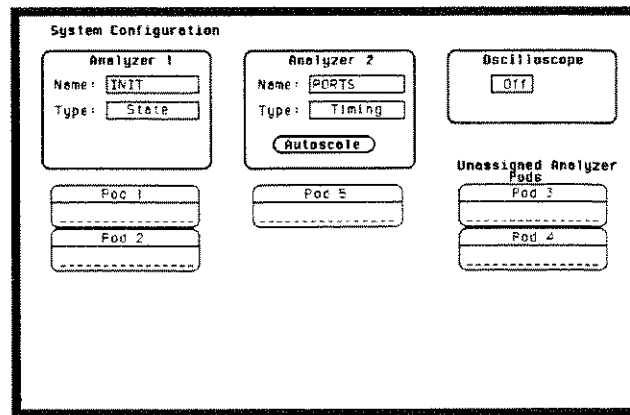 System Configuration
Analyzer 1
Name: INIT
Type: State
Analyzer 2
Name: PORTS
Type: Timing
Autoscale
Oscilloscope
Off
Unassigned Analyzer
Pods
Pod 1
Pod 2
Pod 5
Pod 3
Pod 4